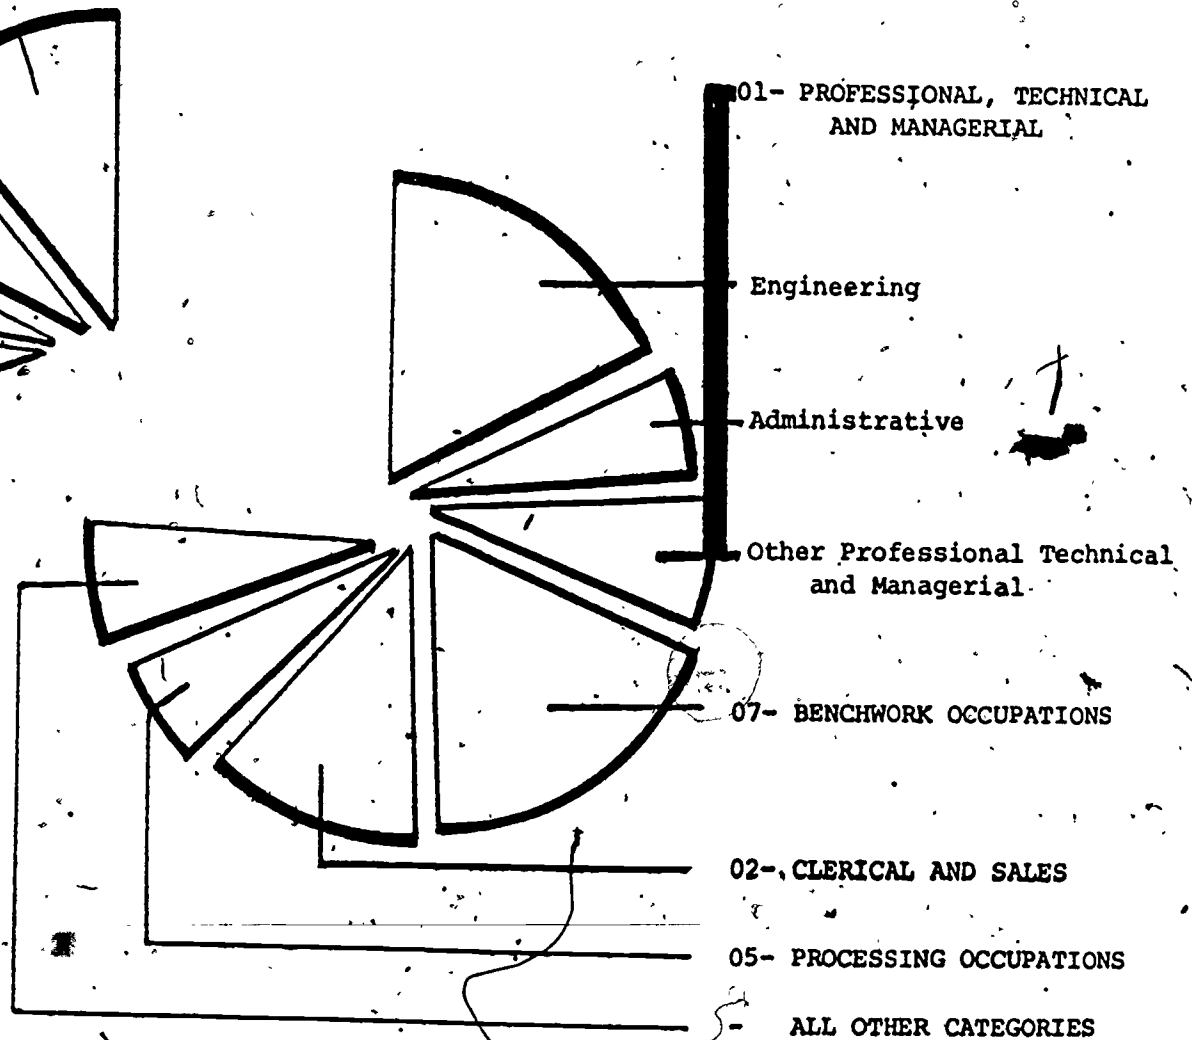 01- PROFESSIONAL, TECHNICAL
AND MANAGERIAL
Engineering
Administrative
Other Professional Technical
and Managerial
07- BENCHWORK OCCUPATIONS
02- CLERICAL AND SALES
05- PROCESSING OCCUPATIONS
- ALL OTHER CATEGORIES